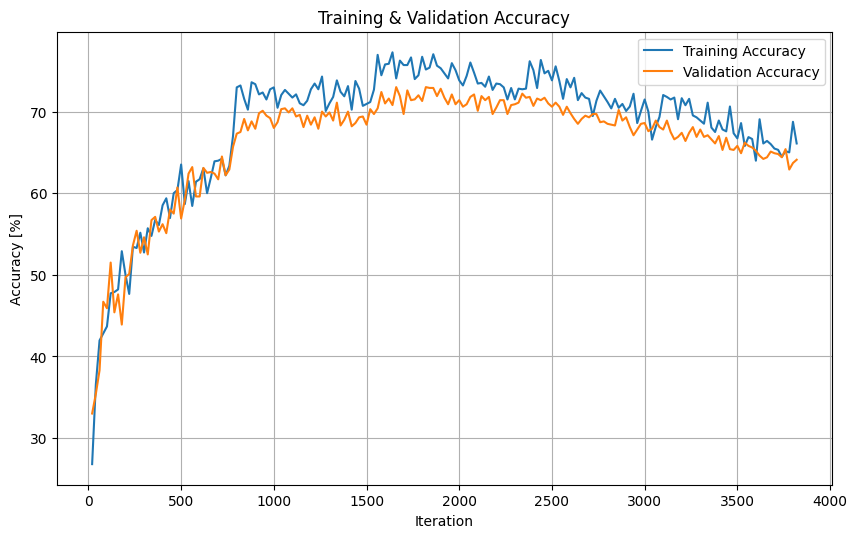 Training & Validation Accuracy
Training Accuracy
Validation Accuracy
Accuracy [%]
70
60
50
40
30
0 500 1000 1500 2000 2500 3000 3500 4000
Iteration